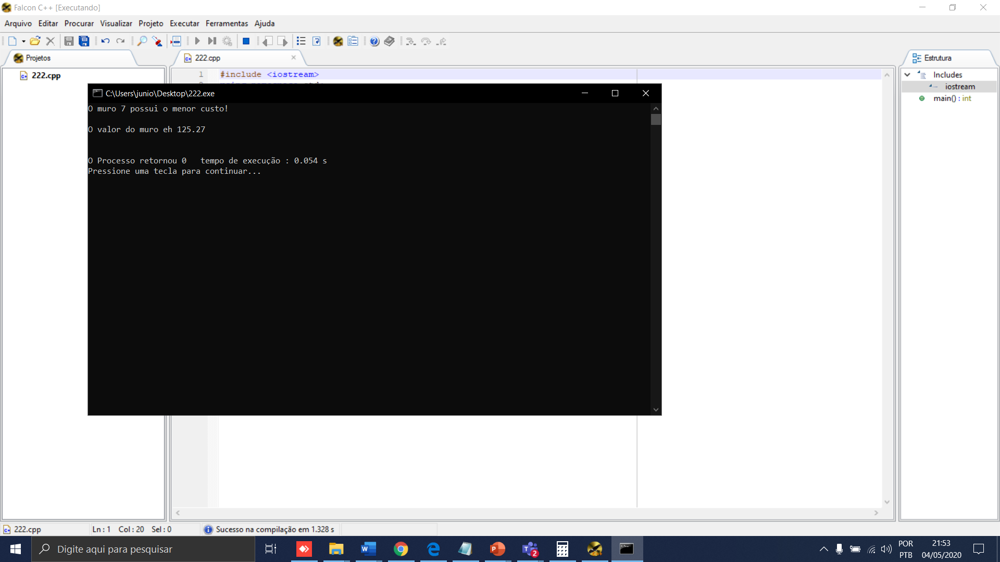 Falcon C++ [Executando]
Arquivo Editar Procurar Visualizar Projeto Executar Ferramentas Ajuda
Projetos
222.cpp
Estrutura
222.cpp
1 #include <iostream>
Includes
iostream
main() : int
C:\Users\junio\Desktop\222.exe
O muro 7 possui o menor custo!
O valor do muro eh 125.27
O Processo retornou 0 tempo de execução : 0.054 s
Pressione uma tecla para continuar...
222.cpp
Ln : 1 Col : 20 Sel : 0
Sucesso na compilação em 1.328 s
Digite aqui para pesquisar
2
POR
PTB
21:53
04/05/2020